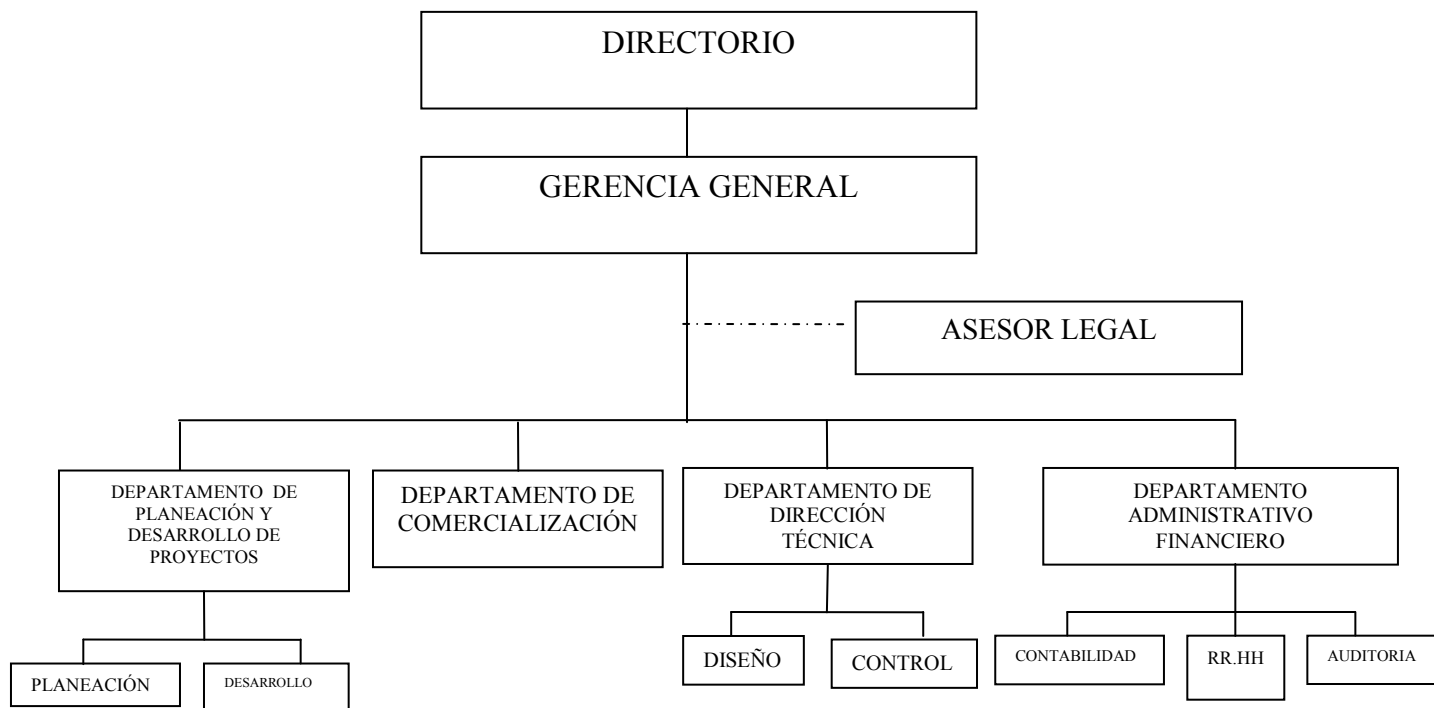 DIRECTORIO
GERENCIA GENERAL
ASESOR LEGAL
DEPARTAMENTO DE
PLANEACIÓN Y
DESARROLLO DE
PROYECTOS
DEPARTAMENTO DE
COMERCIALIZACIÓN
DEPARTAMENTO DE
DIRECCIÓN
TÉCNICA
DEPARTAMENTO
ADMINISTRATIVO
FINANCIERO
PLANEACIÓN
DESARROLLO
DISEÑO
CONTROL
CONTABILIDAD
RR.HH
AUDITORIA